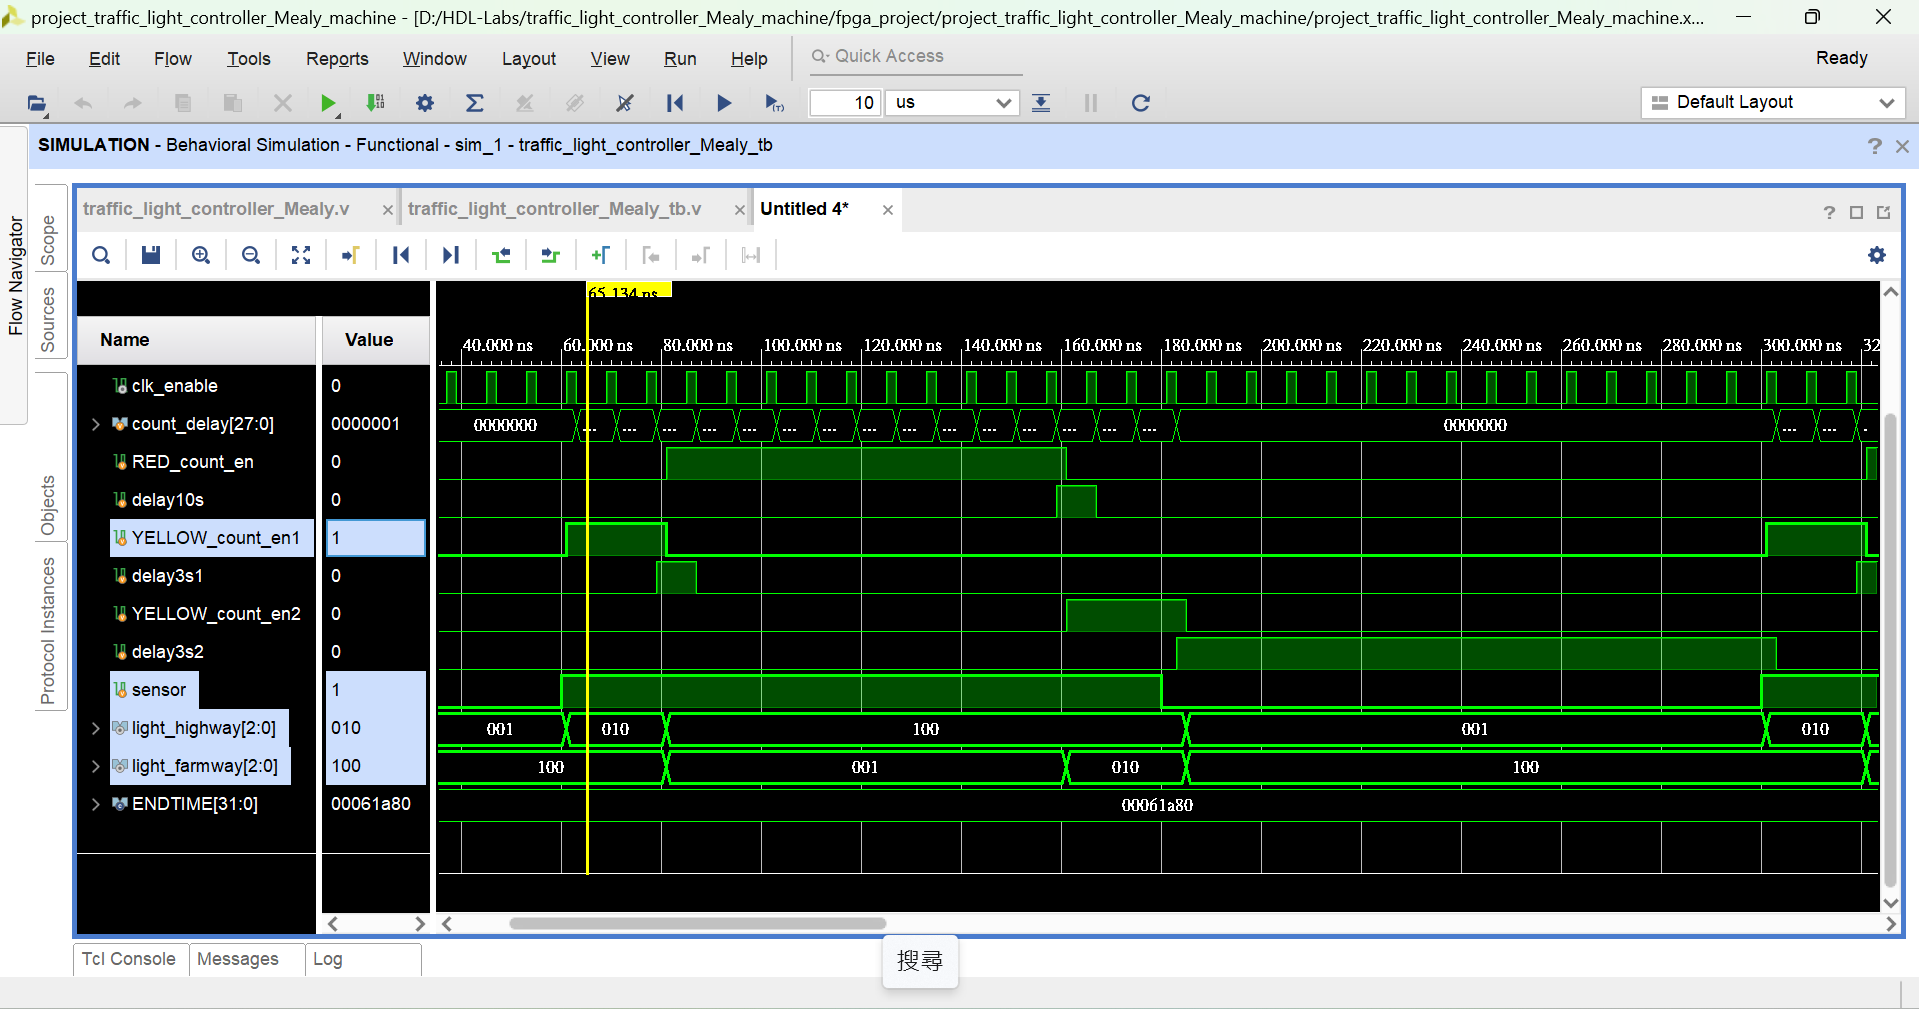 project_traffic_light_controller_Mealy_machine - [D:/HDL-Labs/traffic_light_controller_Mealy_machine/fpga_project/project_traffic_light_controller_Mealy_machine/project_traffic_light_controller_Mealy_machine.x...
File Edit Flow Tools Reports Window Layout View Run Help Quick Access Ready
10 us Default Layout
SIMULATION - Behavioral Simulation - Functional - sim_1 - traffic_light_controller_Mealy_tb
Flow Navigator
Scope
Sources
Objects
Protocol Instances
traffic_light_controller_Mealy.v traffic_light_controller_Mealy_tb.v Untitled 4*
65.134 ns
Name Value
40.000 ns 60.000 ns 80.000 ns 100.000 ns 120.000 ns 140.000 ns 160.000 ns 180.000 ns 200.000 ns 220.000 ns 240.000 ns 260.000 ns 280.000 ns 300.000 ns 32
clk_enable 0
count_delay[27:0] 0000001 0000000 ... ... ... ... ... ... ... ... ... ... ... ... ... ... ... 0000000 ... ... .
RED_count_en 0
delay10s 0
YELLOW_count_en1 1
delay3s1 0
YELLOW_count_en2 0
delay3s2 0
sensor 1
light_highway[2:0] 010 001 010 100 001 010
light_farmway[2:0] 100 100 001 010 100
ENDTIME[31:0] 00061a80 00061a80
Tcl Console Messages Log
搜尋